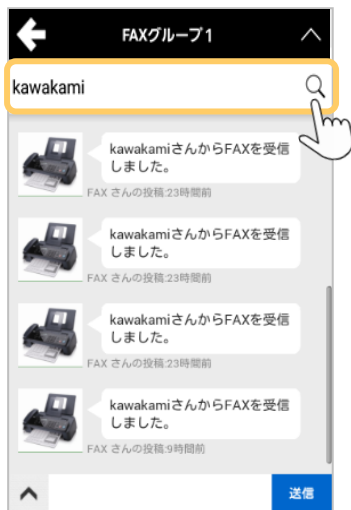 FAXグループ1
kawakami
kawakamiさんからFAXを受信
しました。
FAX さんの投稿:23時間前
kawakamiさんからFAXを受信
しました。
FAX さんの投稿:23時間前
kawakamiさんからFAXを受信
しました。
FAX さんの投稿:23時間前
kawakamiさんからFAXを受信
しました。
FAX さんの投稿:9時間前
送信